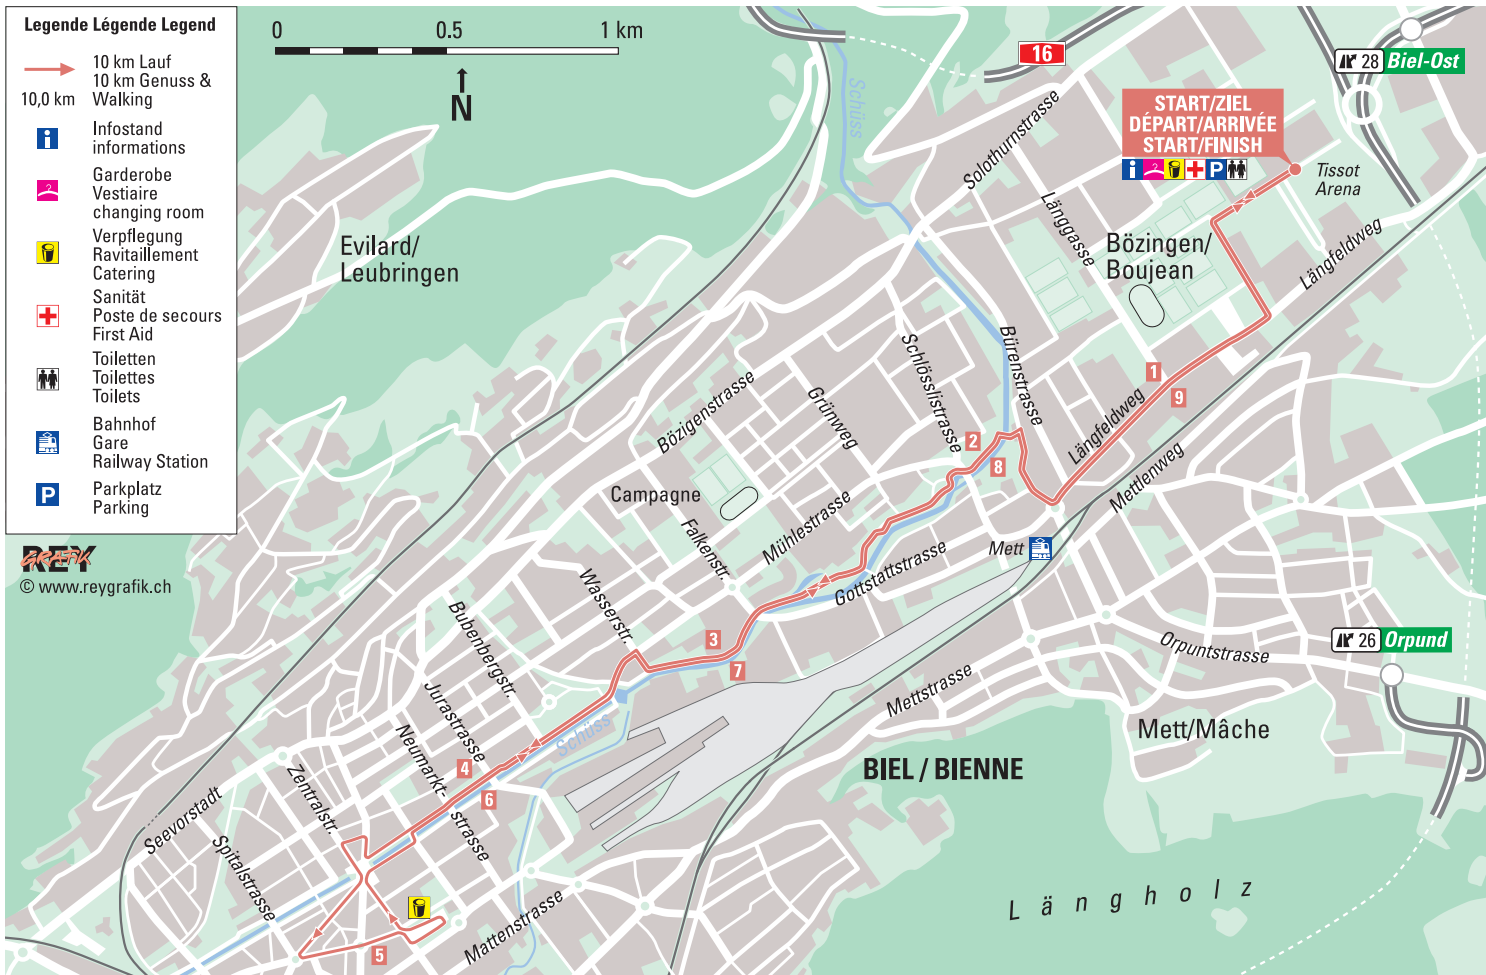 Legende Légende Legend
10 km Lauf
10 km Genuss &
10,0 km Walking
Infostand
informations
Garderobe
Vestiaire
changing room
Verpflegung
Ravitaillement
Catering
Sanität
Poste de secours
First Aid
Toiletten
Toilettes
Toilets
Bahnhof
Gare
Railway Station
P
Parkplatz
Parking
REY
GRAFIK
© www.reygrafik.ch
0 0.5 1 km
N
16
28 Biel-Ost
START/ZIEL
DÉPART/ARRIVÉE
START/FINISH
i P
Tissot
Arena
Schüss
Solothurnstrasse
Länggasse
Bözingen/
Boujean
Längfeldweg
Evilard/
Leubringen
Bürenstrasse
Schlösslistrasse
Grünweg
Bözigenstrasse
1
9
Längfeldweg
2
8
Mettlenweg
Campagne
Falkenstr.
Mühlestrasse
Mett
Gottstattstrasse
Wasserstr.
Bubenbergstr.
3
7
26 Orpund
Orpuntstrasse
Mettstrasse
Mett/Mâche
Jurastrasse
Neumarkt-
strasse
Schüss
4
6
BIEL / BIENNE
Zentralstr.
Seevorstadt
Spitalstrasse
Mattenstrasse
5
Längholz